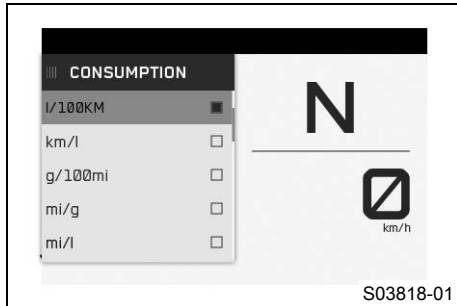 CONSUMPTION
l/100KM
km/l
g/100mi
mi/g
mi/l
N
0
km/h
S03818-01